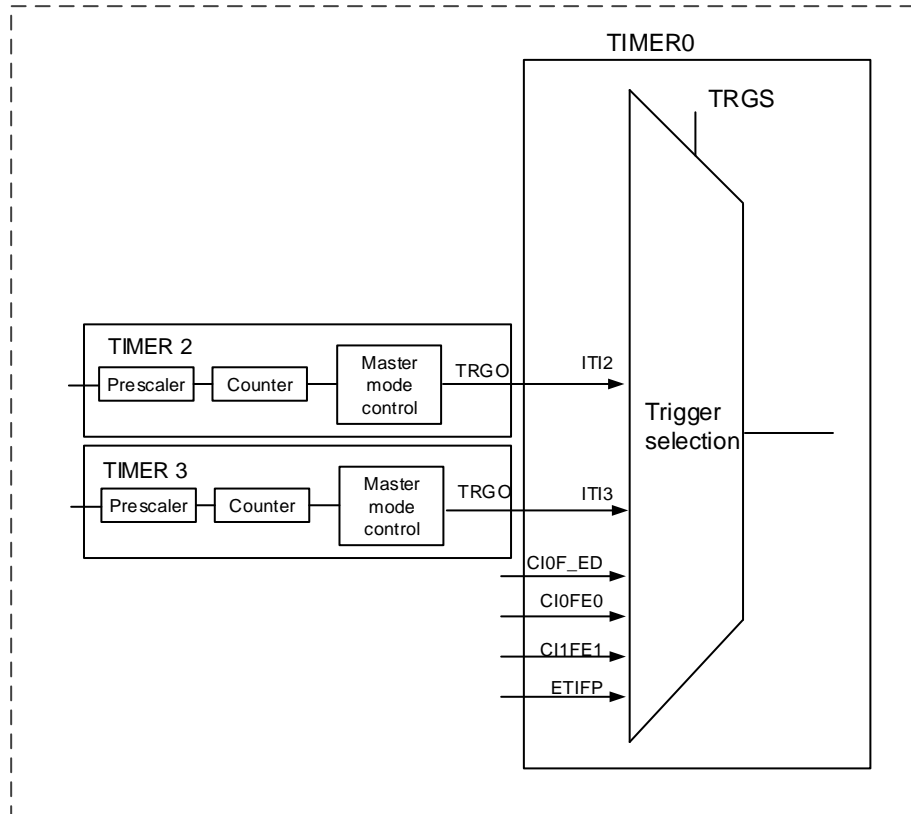 TIMER0
TRGS
TIMER 2
Prescaler
Counter
Master
mode
control
TRGO
ITI2
Trigger
selection
TIMER 3
Prescaler
Counter
Master
mode
control
TRGO
ITI3
CI0F_ED
CI0FE0
CI1FE1
ETIFP